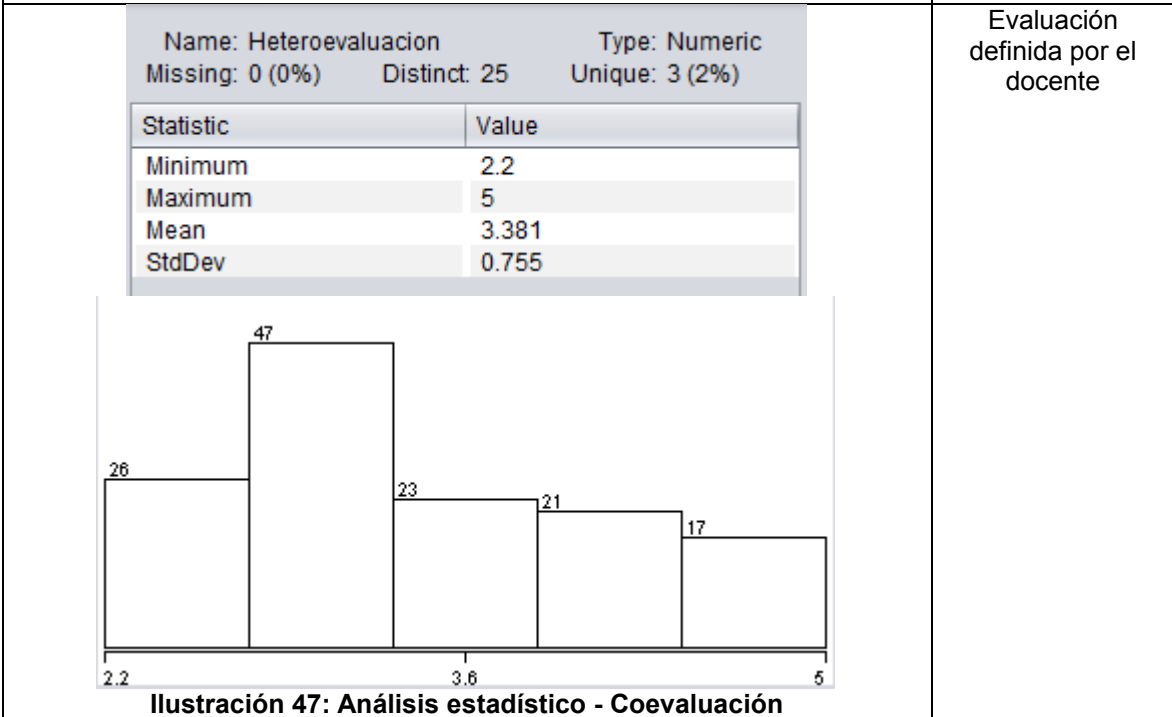 Name: Heteroevaluacion Type: Numeric
Missing: 0 (0%) Distinct: 25 Unique: 3 (2%)
Statistic Value
Minimum 2.2
Maximum 5
Mean 3.381
StdDev 0.755
47
26
23
21
17
2.2 3.6 5
Ilustración 47: Análisis estadístico - Coevaluación
Evaluación
definida por el
docente